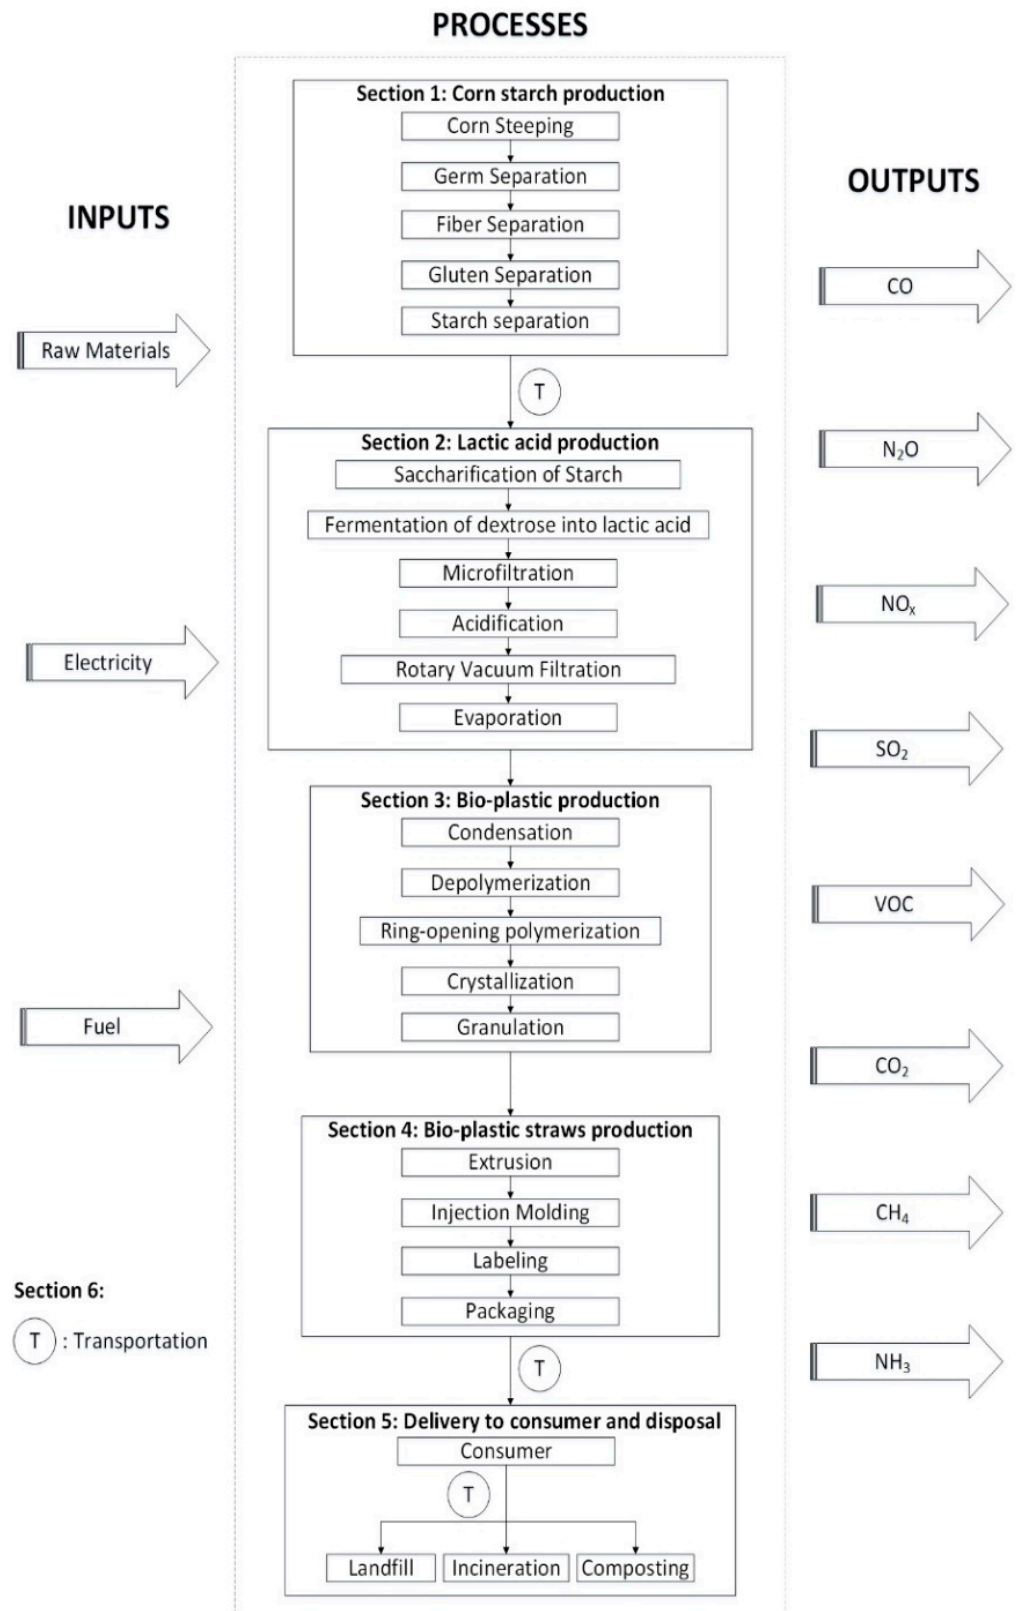 PROCESSES
INPUTS
Raw Materials
Electricity
Fuel
Section 6:
T : Transportation
Section 1: Corn starch production
Corn Steeping
Germ Separation
Fiber Separation
Gluten Separation
Starch separation
T
Section 2: Lactic acid production
Saccharification of Starch
Fermentation of dextrose into lactic acid
Microfiltration
Acidification
Rotary Vacuum Filtration
Evaporation
Section 3: Bio-plastic production
Condensation
Depolymerization
Ring-opening polymerization
Crystallization
Granulation
Section 4: Bio-plastic straws production
Extrusion
Injection Molding
Labeling
Packaging
T
Section 5: Delivery to consumer and disposal
Consumer
T
Landfill
Incineration
Composting
OUTPUTS
CO
N₂O
NOₓ
SO₂
VOC
CO₂
CH₄
NH₃